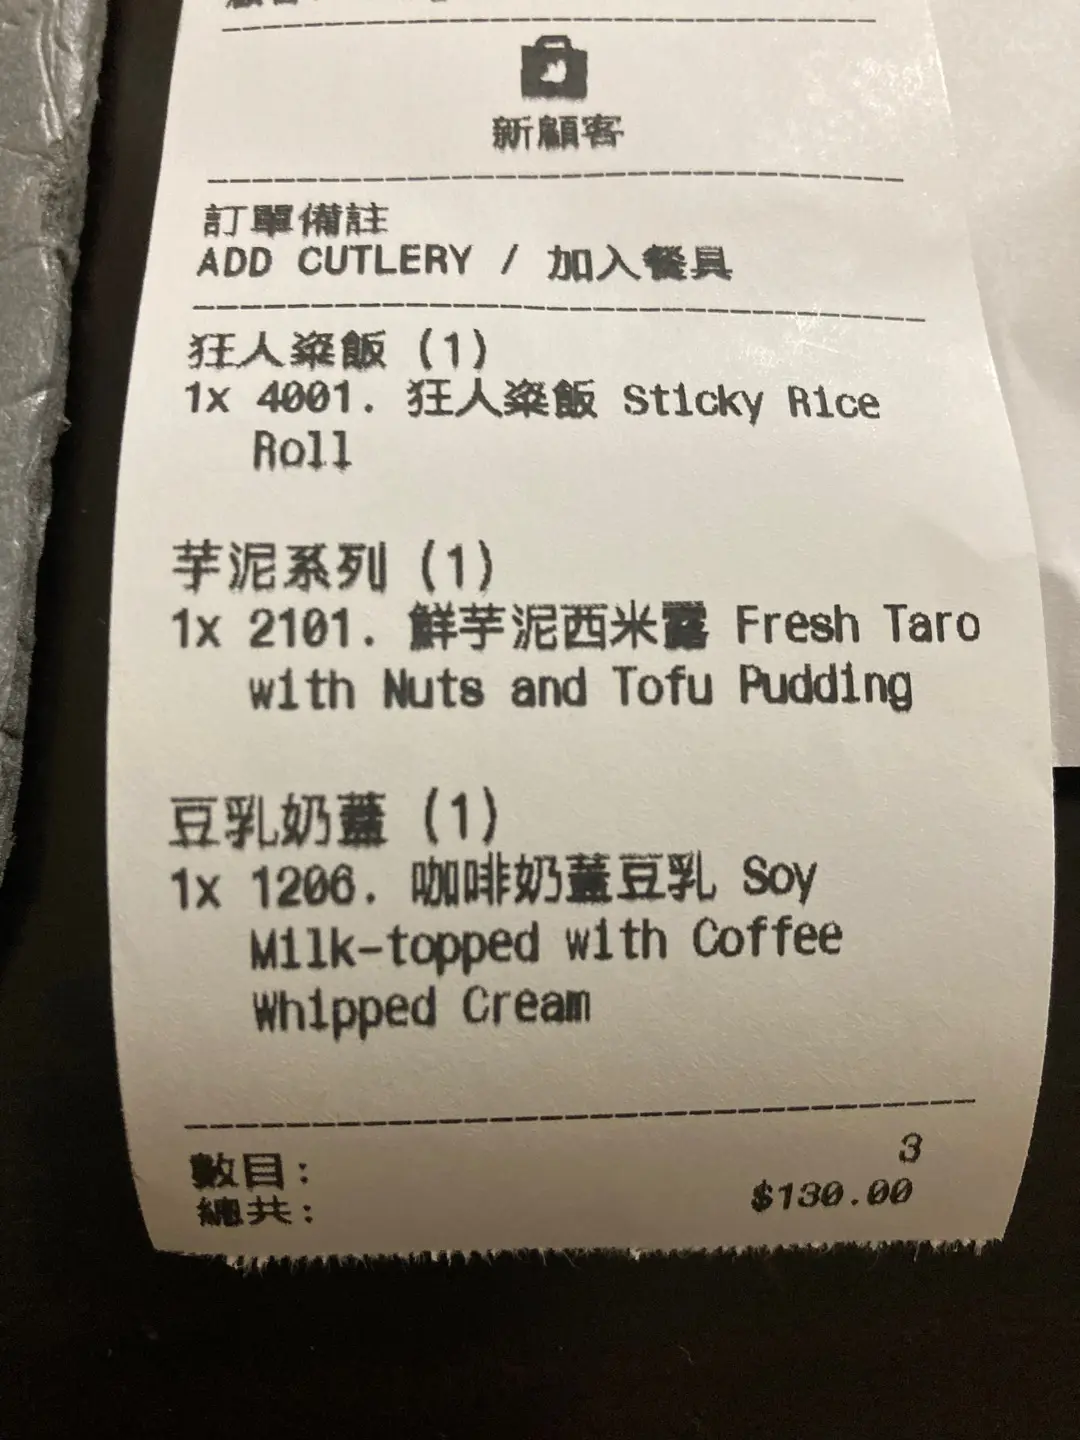 新顧客
訂單備註
ADD CUTLERY / 加入餐具
狂人粢飯 (1)
1x 4001. 狂人粢飯 Sticky Rice
Roll
芋泥系列 (1)
1x 2101. 鮮芋泥西米露 Fresh Taro
with Nuts and Tofu Pudding
豆乳奶蓋 (1)
1x 1206. 咖啡奶蓋豆乳 Soy
Milk-topped with Coffee
Whipped Cream
數目: 3
總共: $130.00